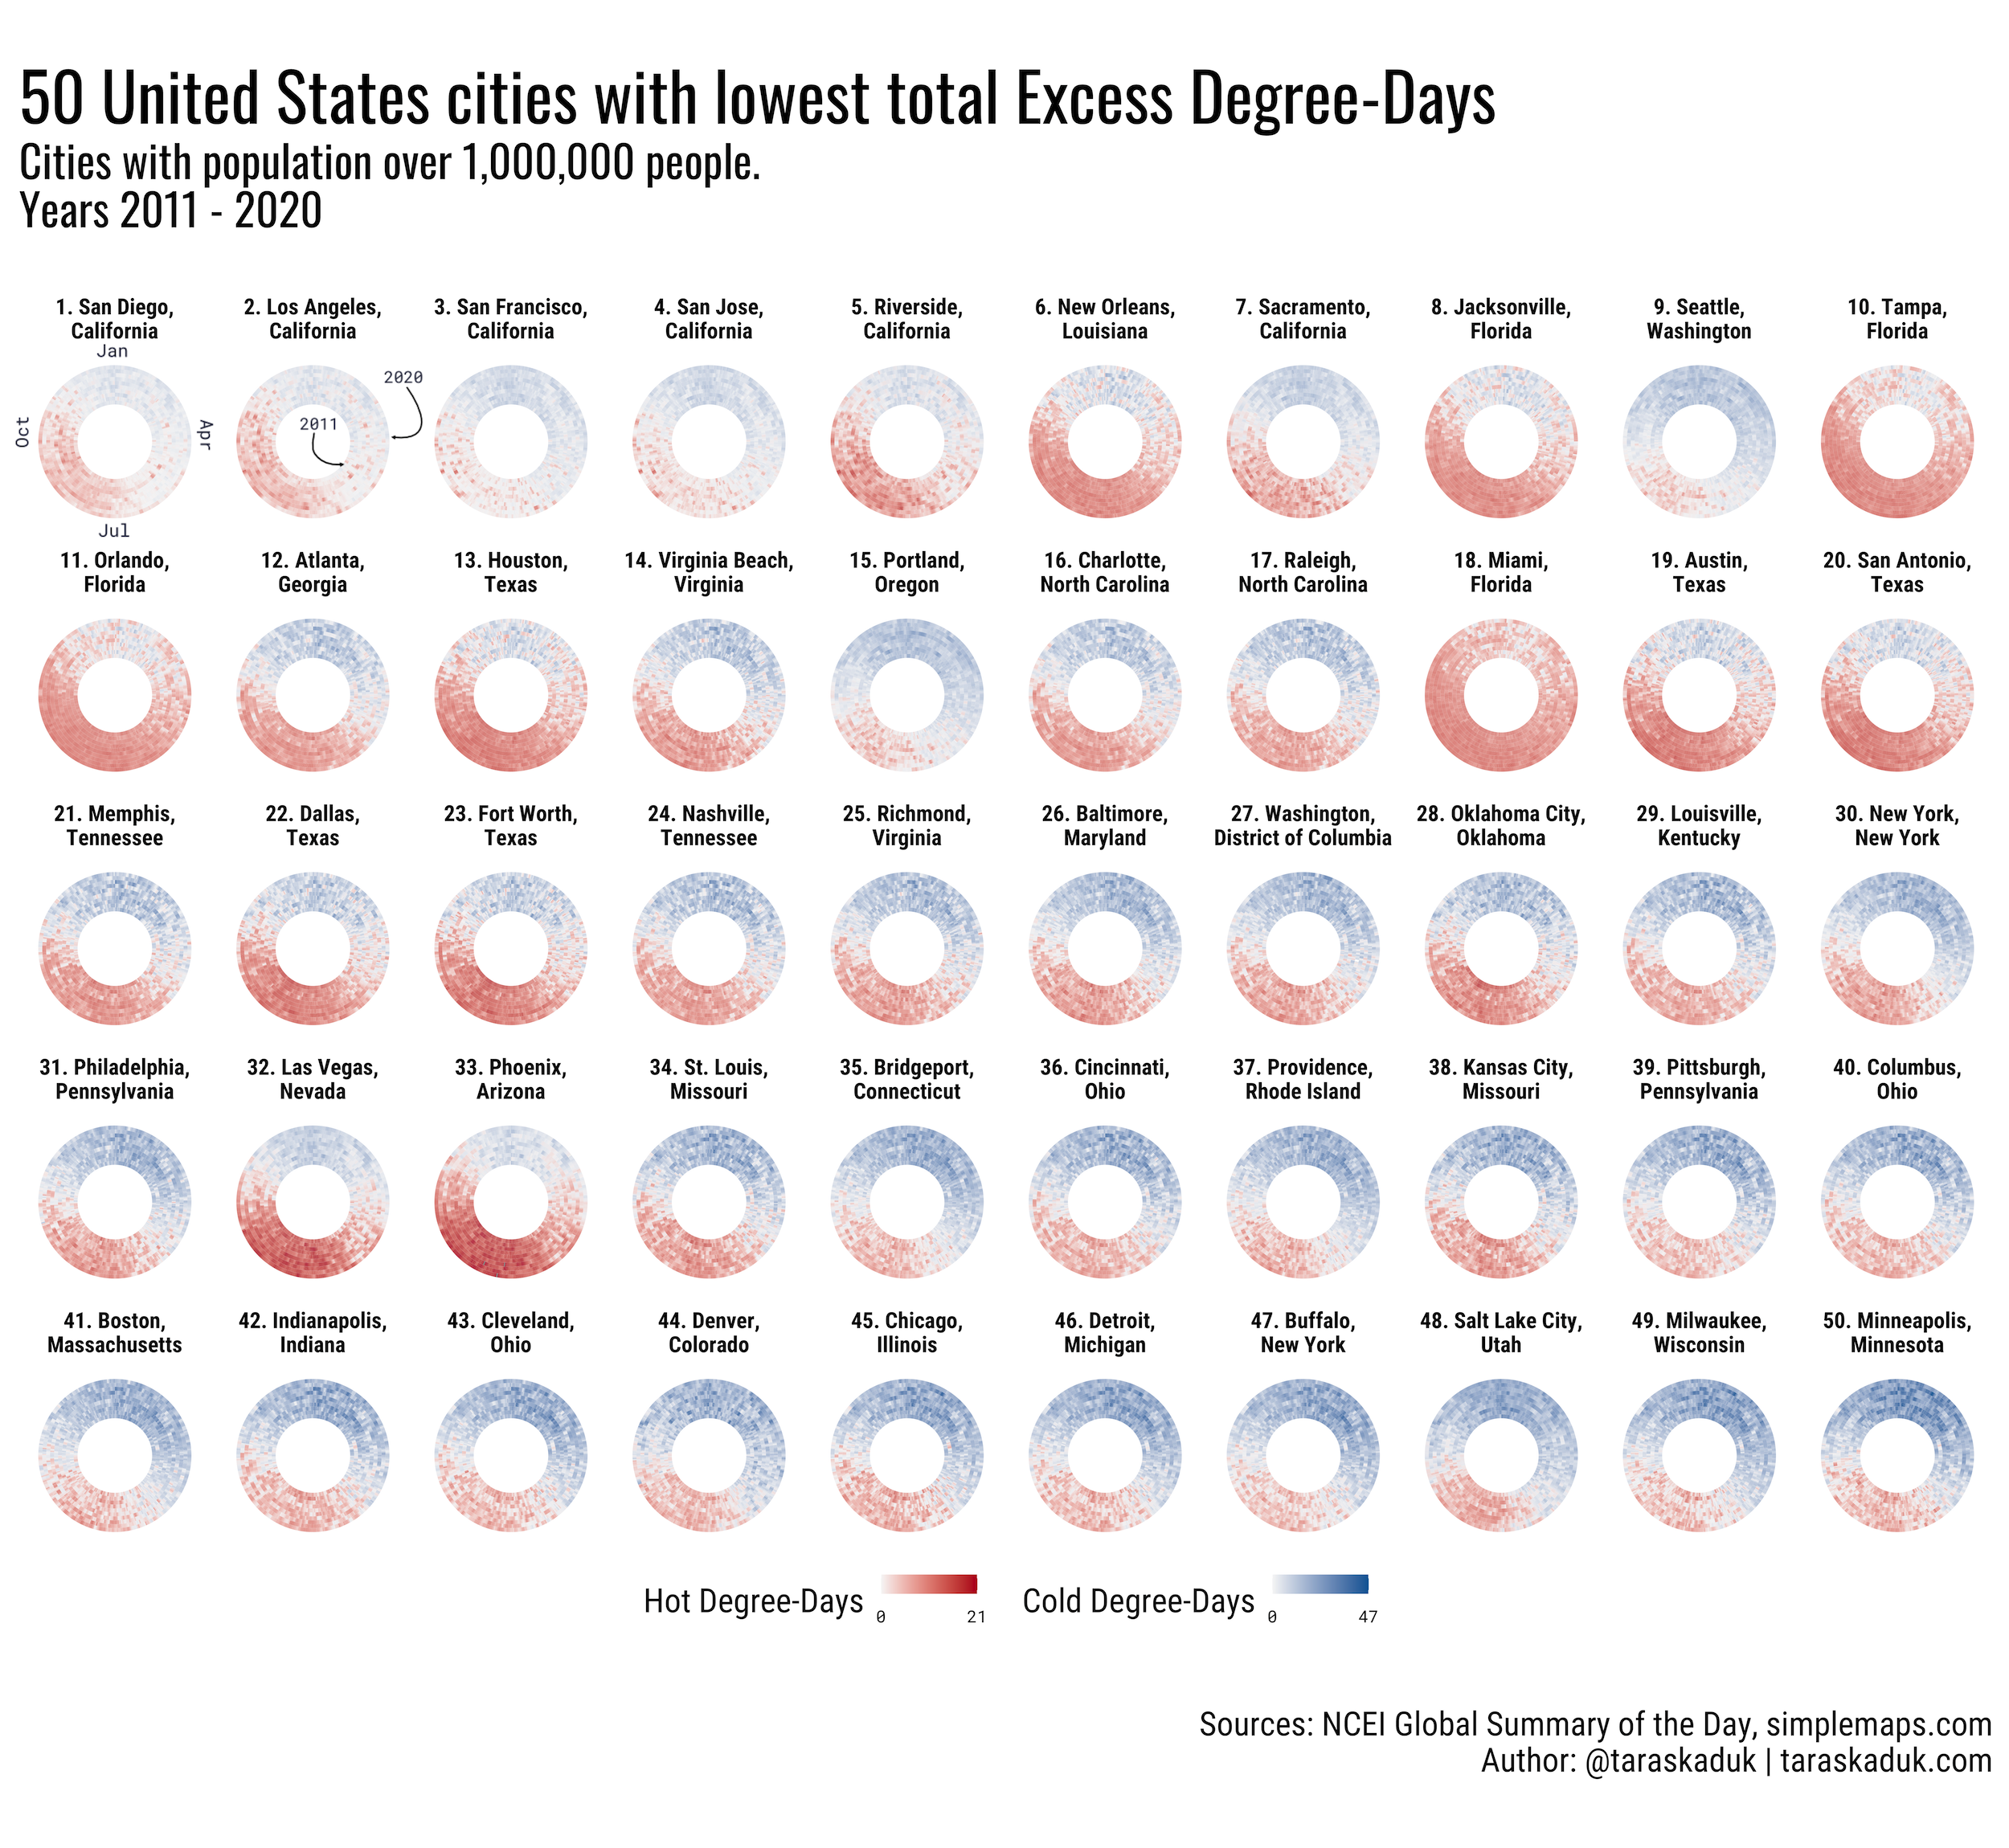 50 United States cities with lowest total Excess Degree-Days
Cities with population over 1,000,000 people.
Years 2011 - 2020
1. San Diego,
California
2. Los Angeles,
California
3. San Francisco,
California
4. San Jose,
California
5. Riverside,
California
6. New Orleans,
Louisiana
7. Sacramento,
California
8. Jacksonville,
Florida
9. Seattle,
Washington
10. Tampa,
Florida
Jan
Apr
Jul
Oct
2020
2011
11. Orlando,
Florida
12. Atlanta,
Georgia
13. Houston,
Texas
14. Virginia Beach,
Virginia
15. Portland,
Oregon
16. Charlotte,
North Carolina
17. Raleigh,
North Carolina
18. Miami,
Florida
19. Austin,
Texas
20. San Antonio,
Texas
21. Memphis,
Tennessee
22. Dallas,
Texas
23. Fort Worth,
Texas
24. Nashville,
Tennessee
25. Richmond,
Virginia
26. Baltimore,
Maryland
27. Washington,
District of Columbia
28. Oklahoma City,
Oklahoma
29. Louisville,
Kentucky
30. New York,
New York
31. Philadelphia,
Pennsylvania
32. Las Vegas,
Nevada
33. Phoenix,
Arizona
34. St. Louis,
Missouri
35. Bridgeport,
Connecticut
36. Cincinnati,
Ohio
37. Providence,
Rhode Island
38. Kansas City,
Missouri
39. Pittsburgh,
Pennsylvania
40. Columbus,
Ohio
41. Boston,
Massachusetts
42. Indianapolis,
Indiana
43. Cleveland,
Ohio
44. Denver,
Colorado
45. Chicago,
Illinois
46. Detroit,
Michigan
47. Buffalo,
New York
48. Salt Lake City,
Utah
49. Milwaukee,
Wisconsin
50. Minneapolis,
Minnesota
Hot Degree-Days
0 21
Cold Degree-Days
0 47
Sources: NCEI Global Summary of the Day, simplemaps.com
Author: @taraskaduk | taraskaduk.com